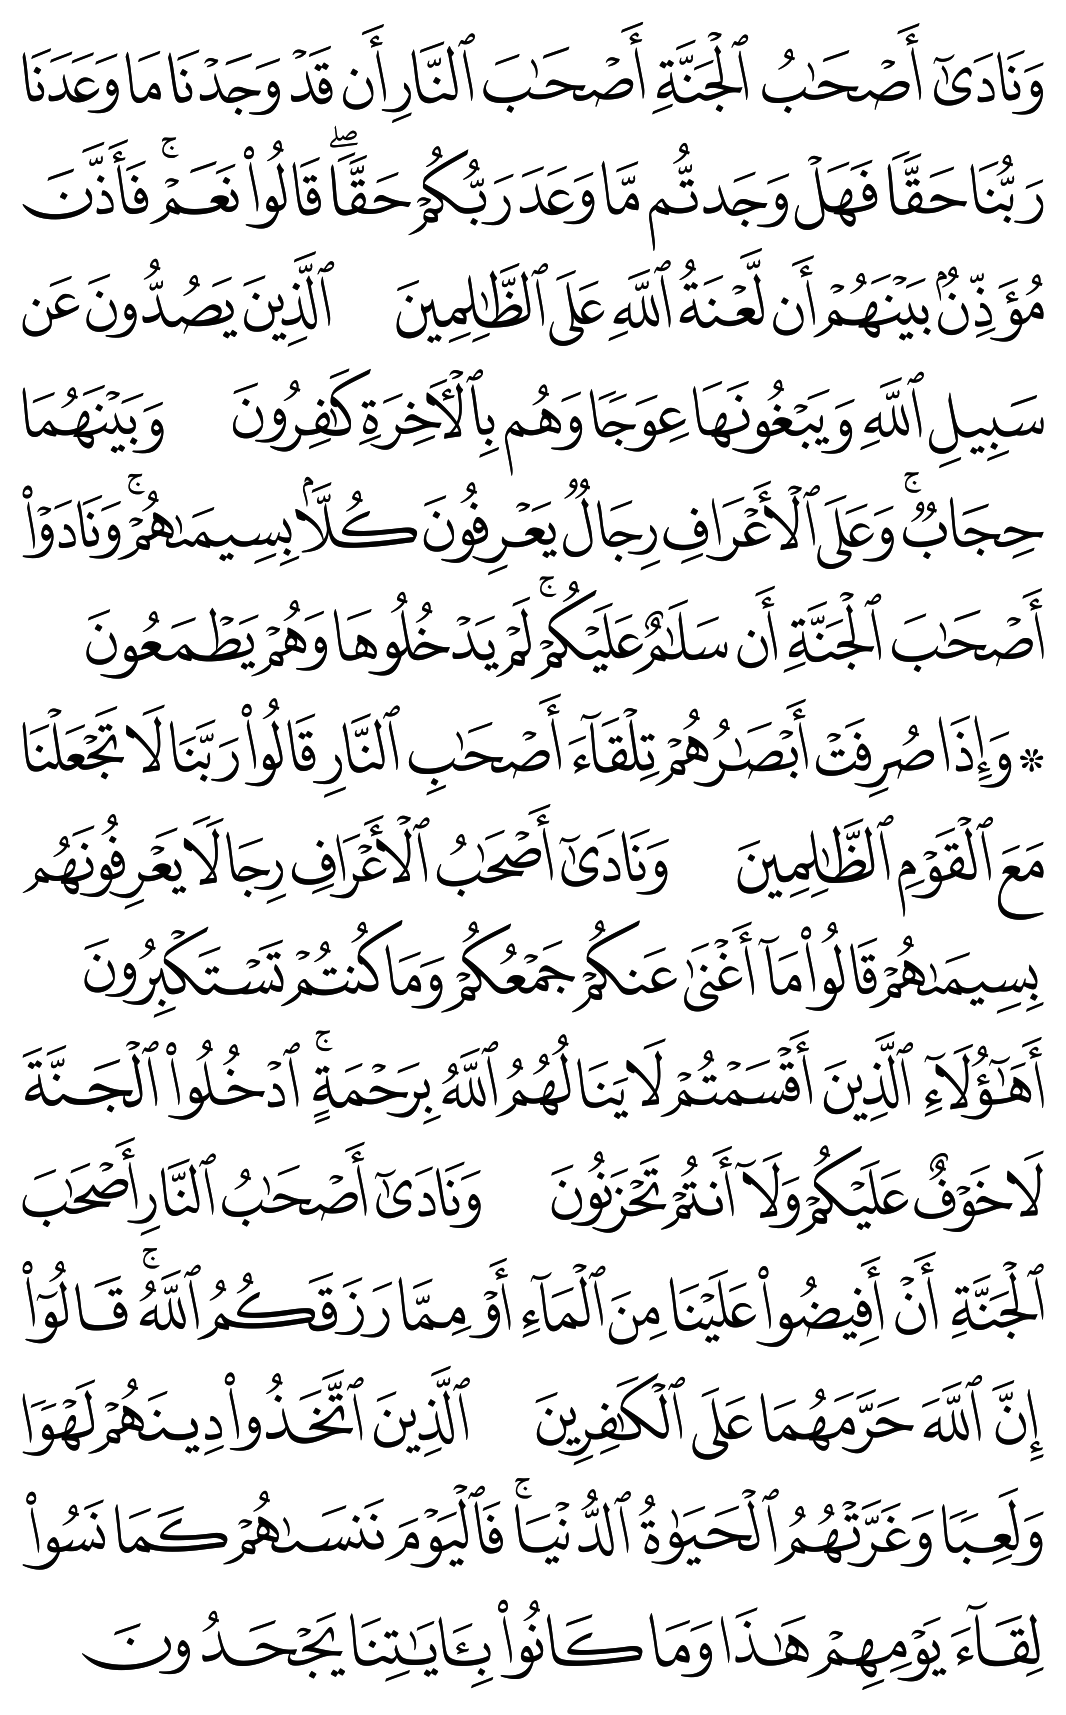 وَنَادَىٰٓ أَصْحَٰبُ ٱلْجَنَّةِ أَصْحَٰبَ ٱلنَّارِ أَن قَدْ وَجَدْنَا مَا وَعَدَنَا
رَبُّنَا حَقًّا فَهَلْ وَجَدتُّم مَّا وَعَدَ رَبُّكُمْ حَقًّا ۖ قَالُوا۟ نَعَمْ ۚ فَأَذَّنَ
مُؤَذِّنٌۢ بَيْنَهُمْ أَن لَّعْنَةُ ٱللَّهِ عَلَى ٱلظَّٰلِمِينَ ٱلَّذِينَ يَصُدُّونَ عَن
سَبِيلِ ٱللَّهِ وَيَبْغُونَهَا عِوَجًا وَهُم بِٱلْأَخِرَةِ كَٰفِرُونَ وَبَيْنَهُمَا
حِجَابٌ ۚ وَعَلَى ٱلْأَعْرَافِ رِجَالٌ يَعْرِفُونَ كُلًّۢا بِسِيمَىٰهُمْ ۚ وَنَادَوْا۟
أَصْحَٰبَ ٱلْجَنَّةِ أَن سَلَٰمٌ عَلَيْكُمْ ۚ لَمْ يَدْخُلُوهَا وَهُمْ يَطْمَعُونَ
* وَإِذَا صُرِفَتْ أَبْصَٰرُهُمْ تِلْقَآءَ أَصْحَٰبِ ٱلنَّارِ قَالُوا۟ رَبَّنَا لَا تَجْعَلْنَا
مَعَ ٱلْقَوْمِ ٱلظَّٰلِمِينَ وَنَادَىٰٓ أَصْحَٰبُ ٱلْأَعْرَافِ رِجَالًا يَعْرِفُونَهُم
بِسِيمَىٰهُمْ قَالُوا۟ مَآ أَغْنَىٰ عَنكُمْ جَمْعُكُمْ وَمَا كُنتُمْ تَسْتَكْبِرُونَ
أَهَٰٓؤُلَآءِ ٱلَّذِينَ أَقْسَمْتُمْ لَا يَنَالُهُمُ ٱللَّهُ بِرَحْمَةٍ ۚ ٱدْخُلُوا۟ ٱلْجَنَّةَ
لَا خَوْفٌ عَلَيْكُمْ وَلَآ أَنتُمْ تَحْزَنُونَ وَنَادَىٰٓ أَصْحَٰبُ ٱلنَّارِ أَصْحَٰبَ
ٱلْجَنَّةِ أَنْ أَفِيضُوا۟ عَلَيْنَا مِنَ ٱلْمَآءِ أَوْ مِمَّا رَزَقَكُمُ ٱللَّهُ ۚ قَالُوٓا۟
إِنَّ ٱللَّهَ حَرَّمَهُمَا عَلَى ٱلْكَٰفِرِينَ ٱلَّذِينَ ٱتَّخَذُوا۟ دِينَهُمْ لَهْوًا
وَلَعِبًا وَغَرَّتْهُمُ ٱلْحَيَوٰةُ ٱلدُّنْيَا ۚ فَٱلْيَوْمَ نَنسَىٰهُمْ كَمَا نَسُوا۟
لِقَآءَ يَوْمِهِمْ هَٰذَا وَمَا كَانُوا۟ بِـَٔايَٰتِنَا يَجْحَدُونَ